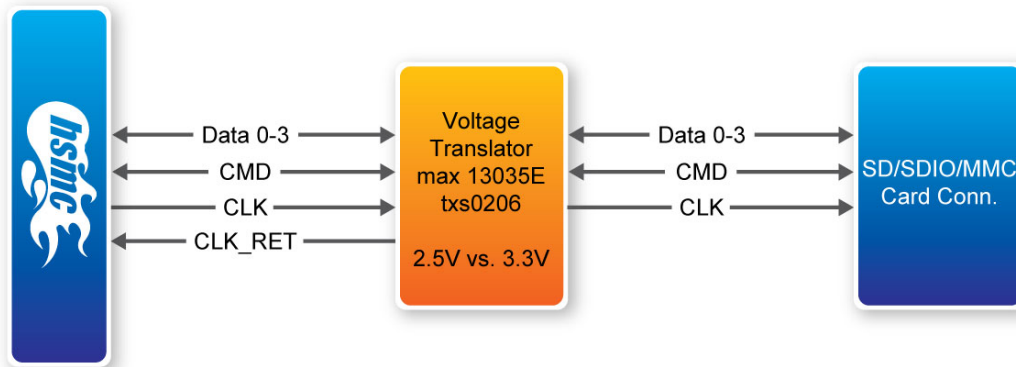 hsmc
Data 0-3
CMD
CLK
CLK_RET
Voltage
Translator
max 13035E
txs0206
2.5V vs. 3.3V
Data 0-3
CMD
CLK
SD/SDIO/MMC
Card Conn.